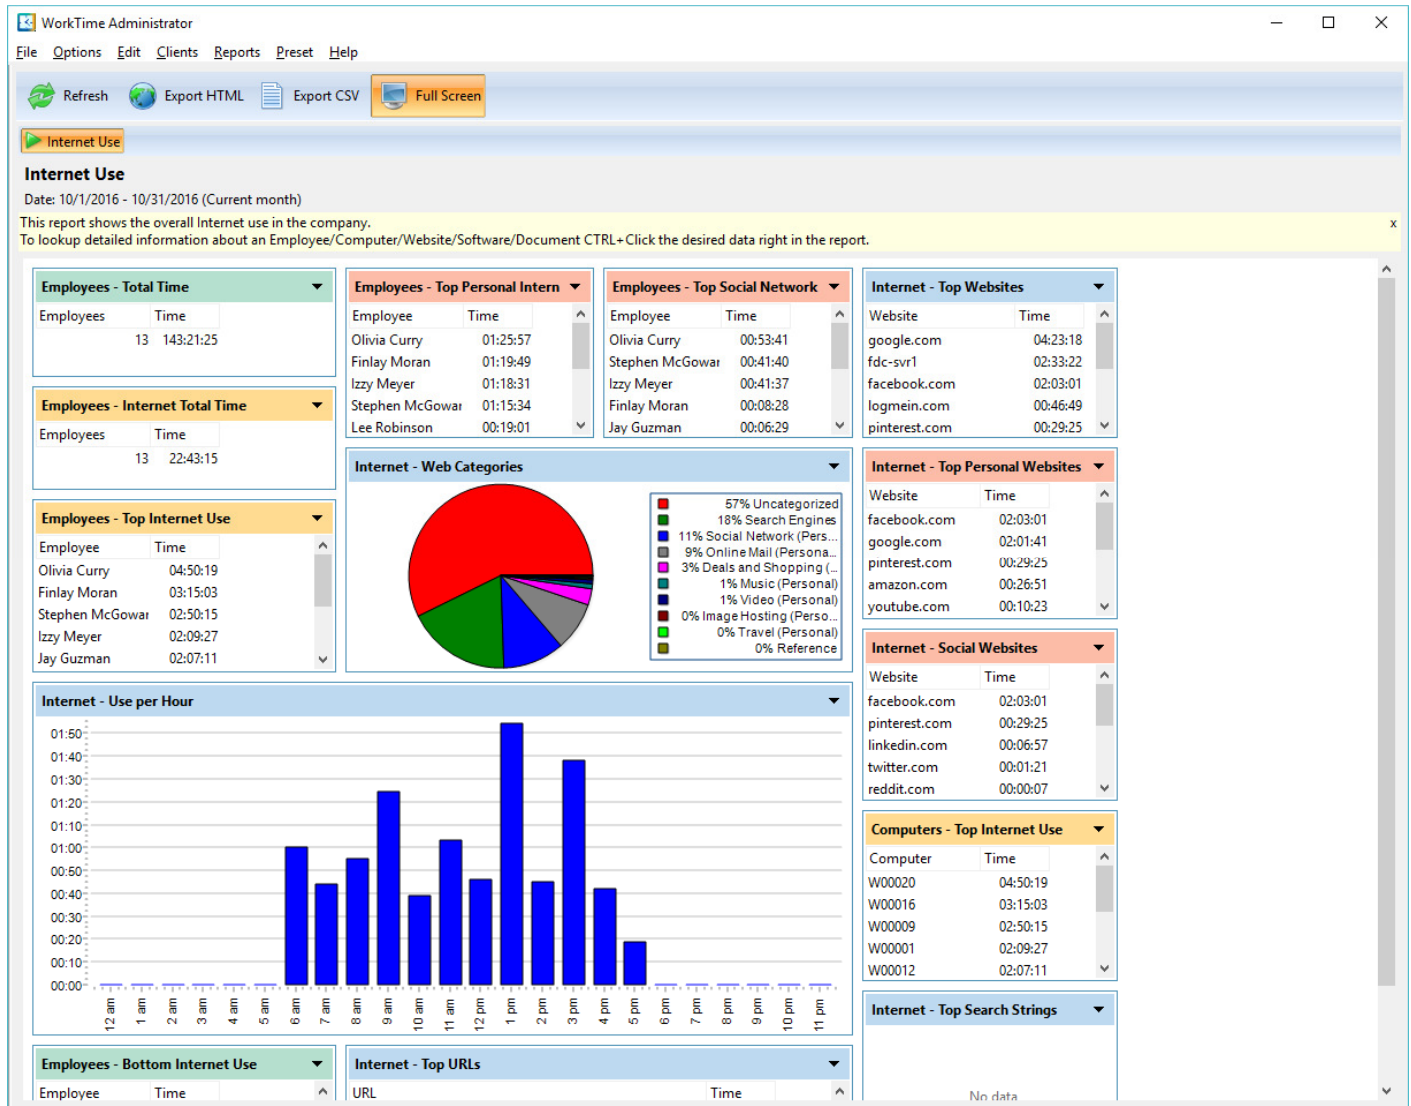 WorkTime Administrator
File Options Edit Clients Reports Preset Help
Refresh Export HTML Export CSV Full Screen
Internet Use
Internet Use
Date: 10/1/2016 - 10/31/2016 (Current month)
This report shows the overall Internet use in the company.
x
To lookup detailed information about an Employee/Computer/Website/Software/Document CTRL+Click the desired data right in the report.
Employees - Total Time
Employees Time
13 143:21:25
Employees - Internet Total Time
Employees Time
13 22:43:15
Employees - Top Internet Use
Employee Time
Olivia Curry 04:50:19
Finlay Moran 03:15:03
Stephen McGowar 02:50:15
Izzy Meyer 02:09:27
Jay Guzman 02:07:11
Employees - Top Personal Intern
Employee Time
Olivia Curry 01:25:57
Finlay Moran 01:19:49
Izzy Meyer 01:18:31
Stephen McGowar 01:15:34
Lee Robinson 00:19:01
Employees - Top Social Network
Employee Time
Olivia Curry 00:53:41
Stephen McGowar 00:41:40
Izzy Meyer 00:41:37
Finlay Moran 00:08:28
Jay Guzman 00:06:29
Internet - Web Categories
57% Uncategorized
18% Search Engines
11% Social Network (Pers...
9% Online Mail (Persona...
3% Deals and Shopping (...
1% Music (Personal)
1% Video (Personal)
0% Image Hosting (Perso...
0% Travel (Personal)
0% Reference
Internet - Top Websites
Website Time
google.com 04:23:18
fdc-svr1 02:33:22
facebook.com 02:03:01
logmein.com 00:46:49
pinterest.com 00:29:25
Internet - Top Personal Websites
Website Time
facebook.com 02:03:01
google.com 02:01:41
pinterest.com 00:29:25
amazon.com 00:26:51
youtube.com 00:10:23
Internet - Social Websites
Website Time
facebook.com 02:03:01
pinterest.com 00:29:25
linkedin.com 00:06:57
twitter.com 00:01:21
reddit.com 00:00:07
Internet - Use per Hour
01:50
01:40
01:30
01:20
01:10
01:00
00:50
00:40
00:30
00:20
00:10
00:00
12 am 1 am 2 am 3 am 4 am 5 am 6 am 7 am 8 am 9 am 10 am 11 am 12 pm 1 pm 2 pm 3 pm 4 pm 5 pm 6 pm 7 pm 8 pm 9 pm 10 pm 11 pm
Computers - Top Internet Use
Computer Time
W00020 04:50:19
W00016 03:15:03
W00009 02:50:15
W00001 02:09:27
W00012 02:07:11
Internet - Top Search Strings
No data
Employees - Bottom Internet Use
Employee Time
Internet - Top URLs
URL Time